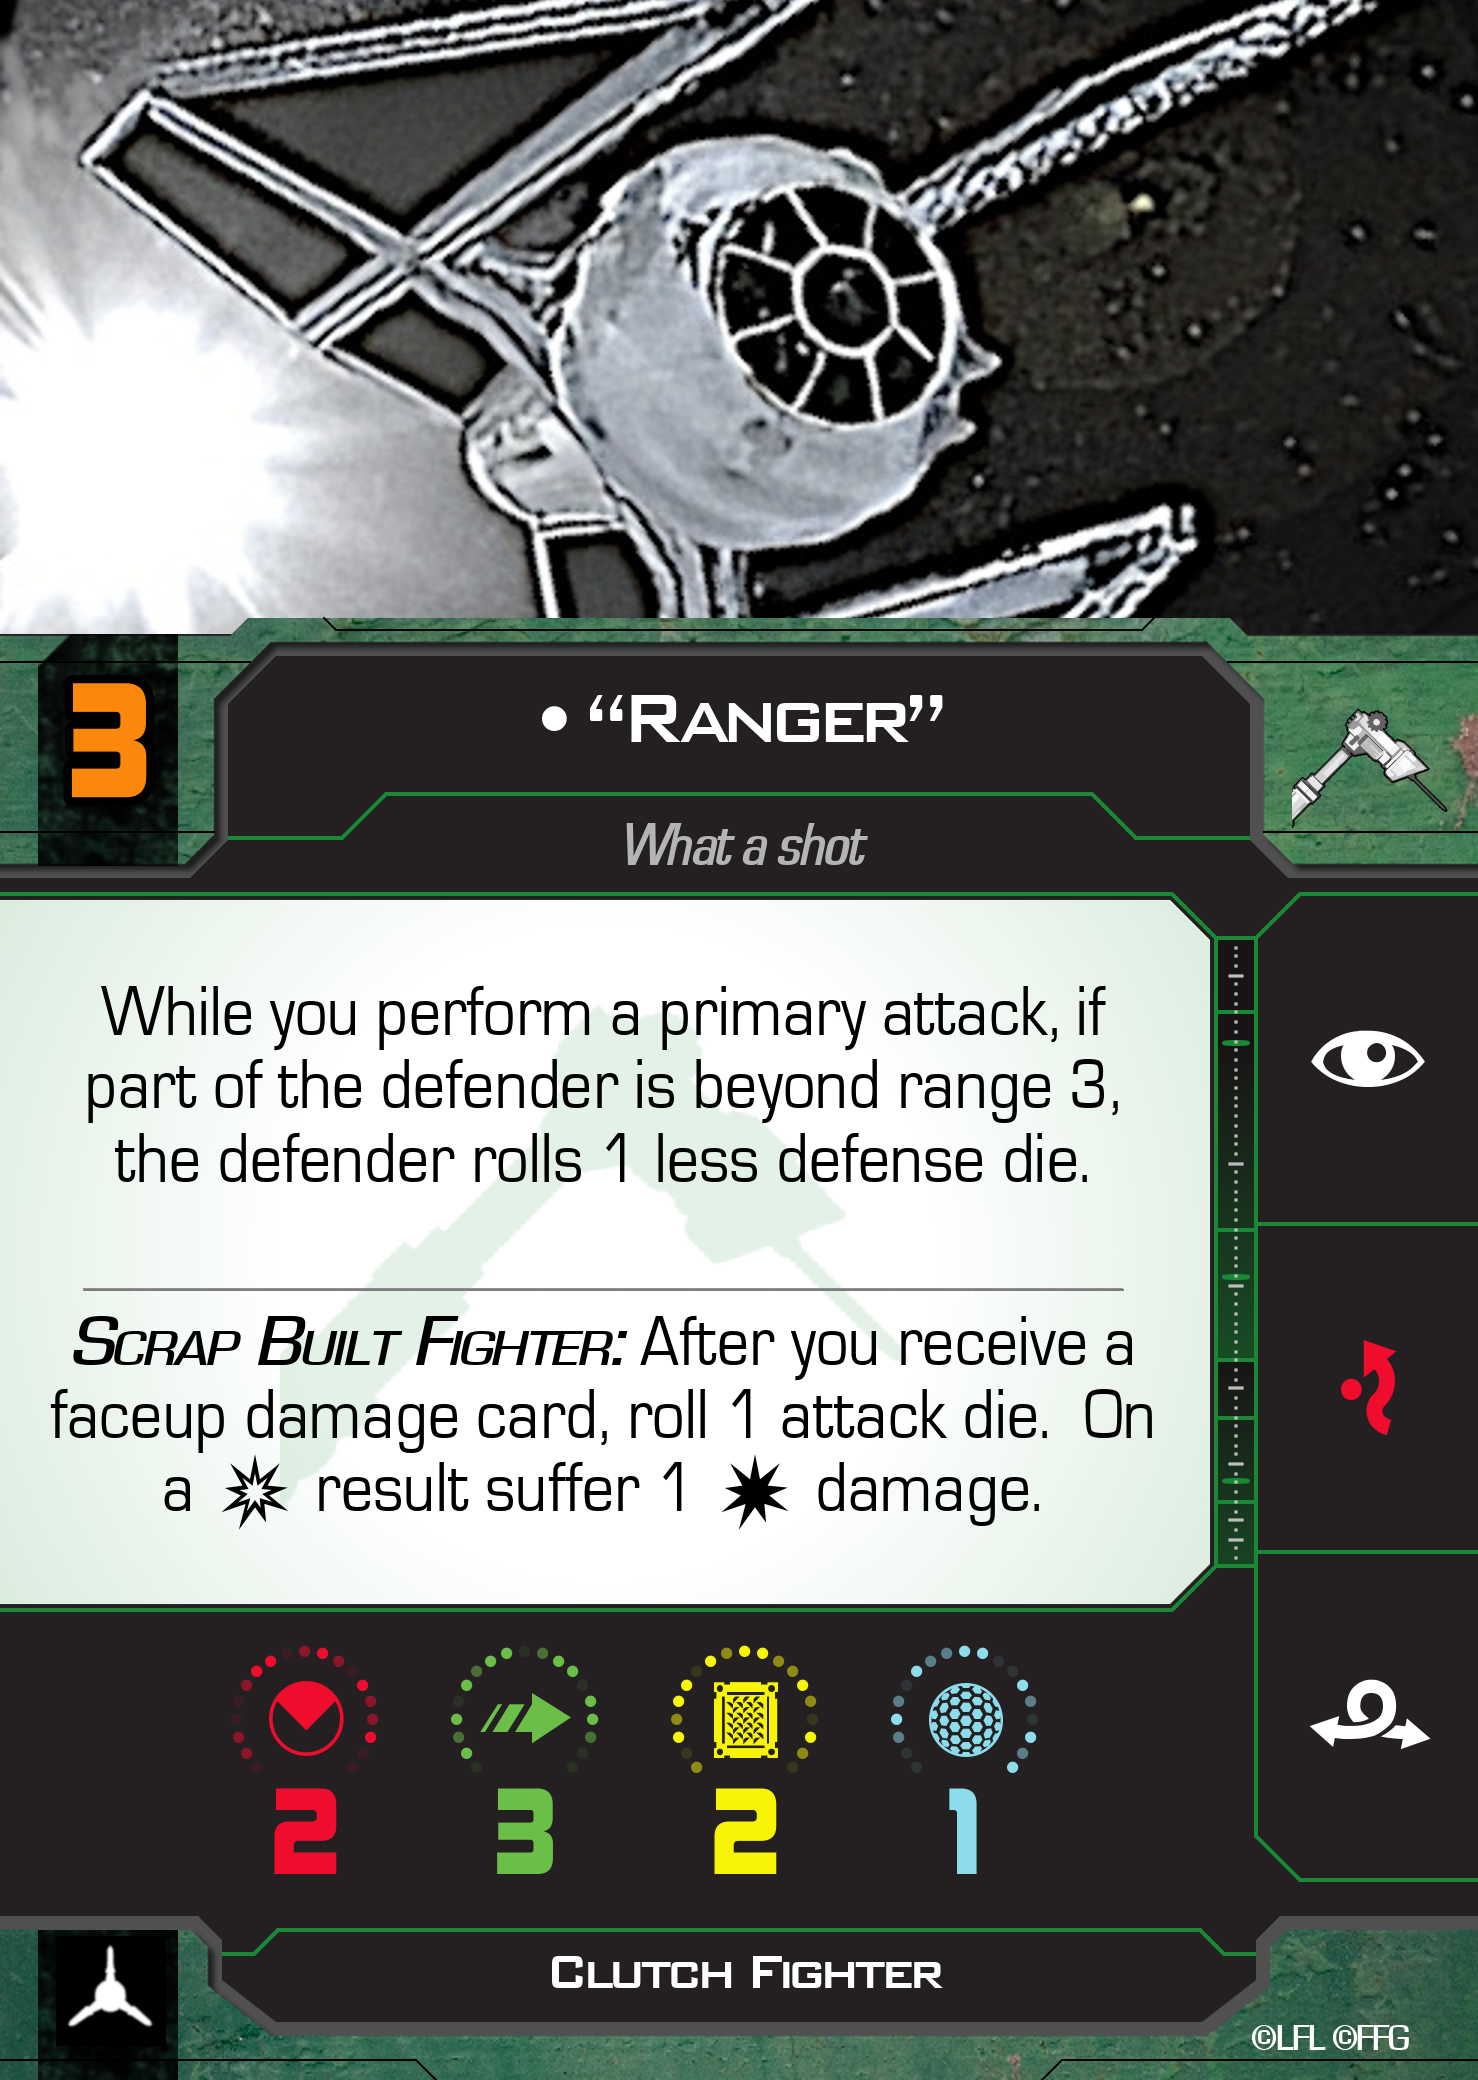 3
• “Ranger”
What a shot
While you perform a primary attack, if
part of the defender is beyond range 3,
the defender rolls 1 less defense die.
Scrap Built Fighter: After you receive a
faceup damage card, roll 1 attack die. On
a result suffer 1 damage.
2 3 2 1
Clutch Fighter
©LFL ©FFG